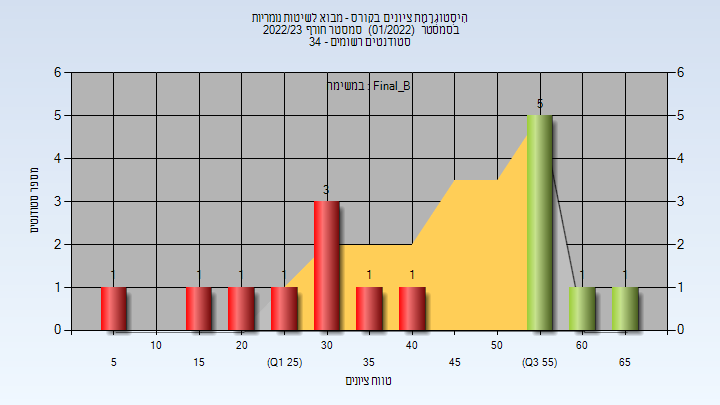 היסטוגרמת ציונים בקורס - מבוא לשיטות נומריות
בסמסטר (01/2022) סמסטר חורף 2022/23
סטודנטים רשומים - 34
במשימה : Final_B
מספר סטודנטים
6 6
5 5
4 4
3 3
2 2
1 1
0 0
1 1 1 1 3 1 1 5 1 1
10 20 30 40 50 60
5 15 (Q1 25) 35 45 (Q3 55) 65
טווח ציונים